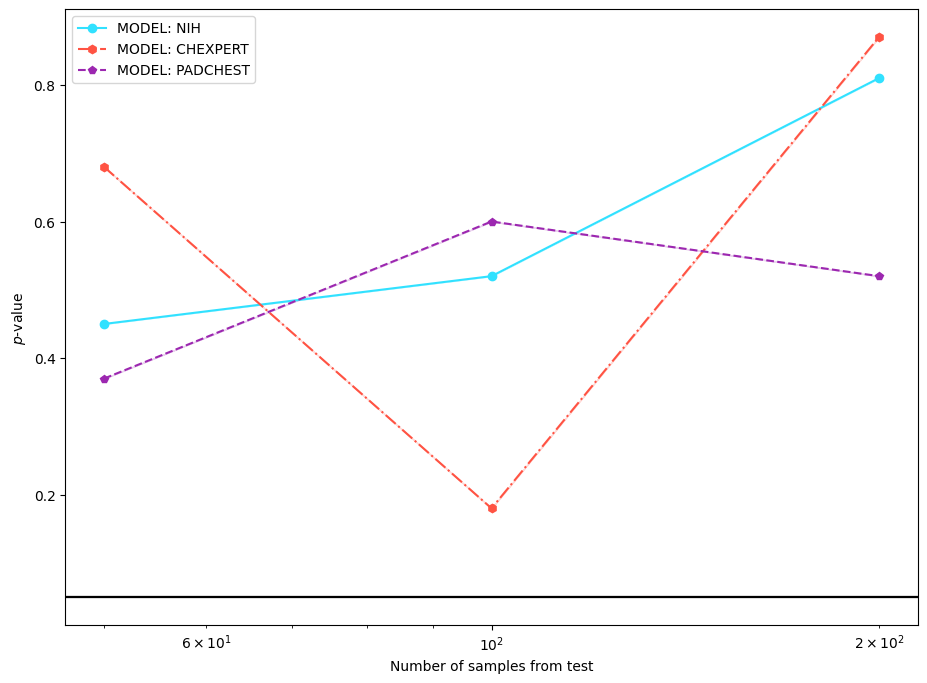 MODEL: NIH
MODEL: CHEXPERT
MODEL: PADCHEST
0.8
0.6
0.4
0.2
p-value
6 × 10¹
10²
2 × 10²
Number of samples from test